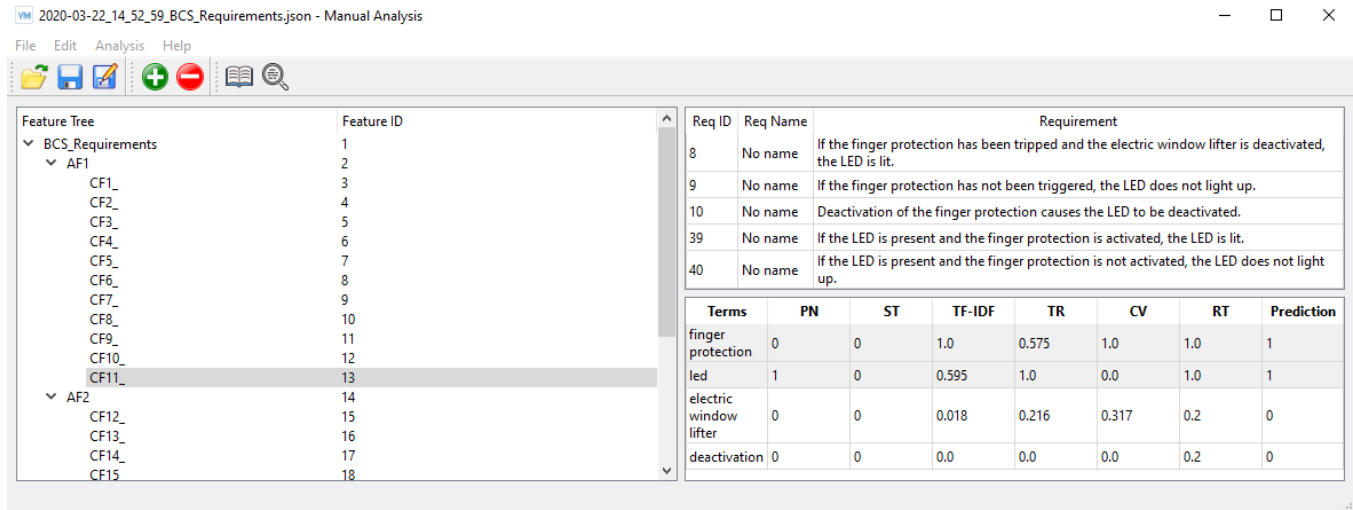 VM 2020-03-22_14_52_59_BCS_Requirements.json - Manual Analysis
File Edit Analysis Help
Feature Tree Feature ID
BCS_Requirements 1
AF1 2
CF1_ 3
CF2_ 4
CF3_ 5
CF4_ 6
CF5_ 7
CF6_ 8
CF7_ 9
CF8_ 10
CF9_ 11
CF10_ 12
CF11_ 13
AF2 14
CF12_ 15
CF13_ 16
CF14_ 17
CF15 18
Req ID Req Name Requirement
8 No name If the finger protection has been tripped and the electric window lifter is deactivated,
the LED is lit.
9 No name If the finger protection has not been triggered, the LED does not light up.
10 No name Deactivation of the finger protection causes the LED to be deactivated.
39 No name If the LED is present and the finger protection is activated, the LED is lit.
40 No name If the LED is present and the finger protection is not activated, the LED does not light
up.
Terms PN ST TF-IDF TR CV RT Prediction
finger
protection 0 0 1.0 0.575 1.0 1.0 1
led 1 0 0.595 1.0 0.0 1.0 1
electric
window 0 0 0.018 0.216 0.317 0.2 0
lifter
deactivation 0 0 0.0 0.0 0.0 0.2 0